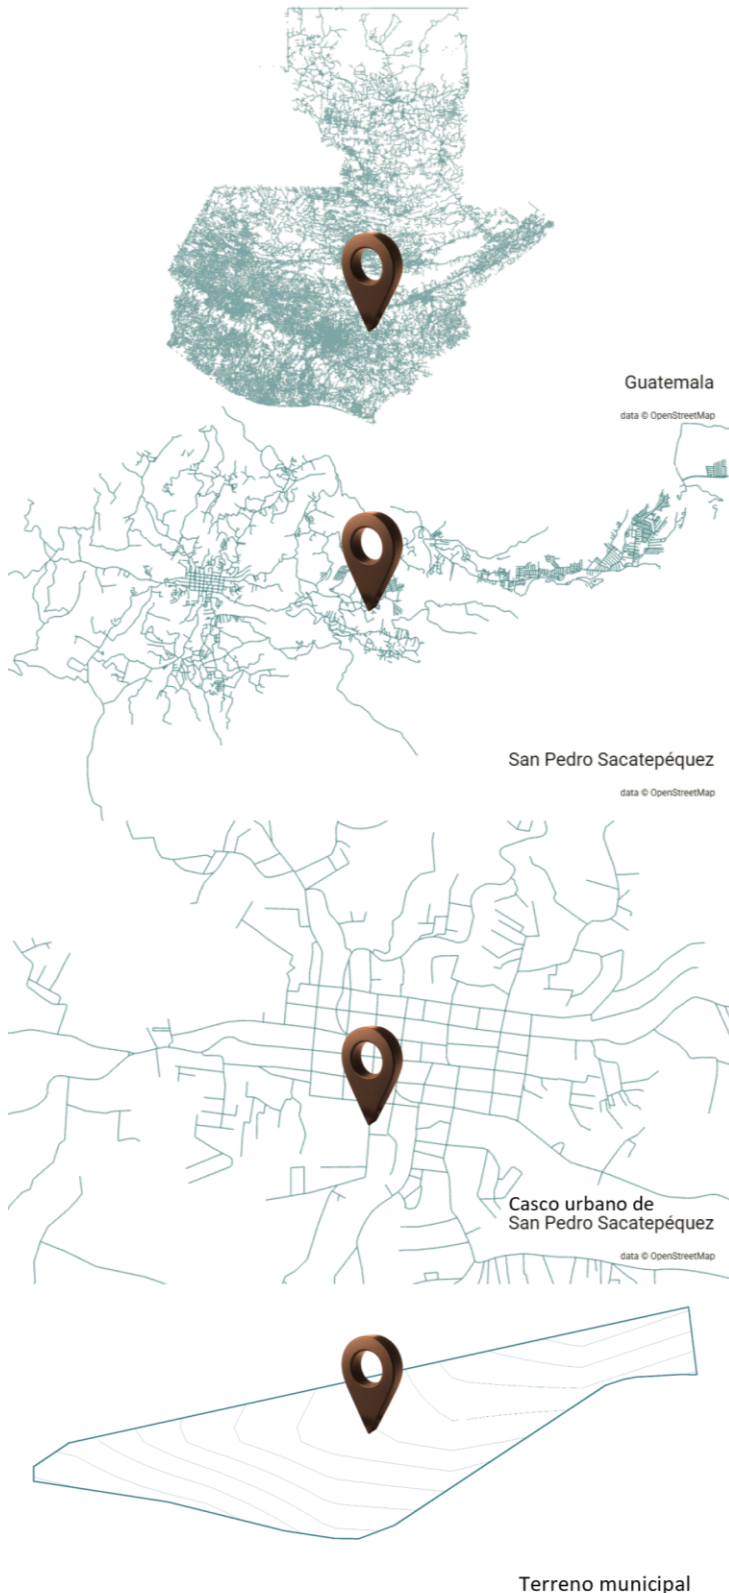 Guatemala
data © OpenStreetMap
San Pedro Sacatepéquez
data © OpenStreetMap
Casco urbano de
San Pedro Sacatepéquez
data © OpenStreetMap
Terreno municipal